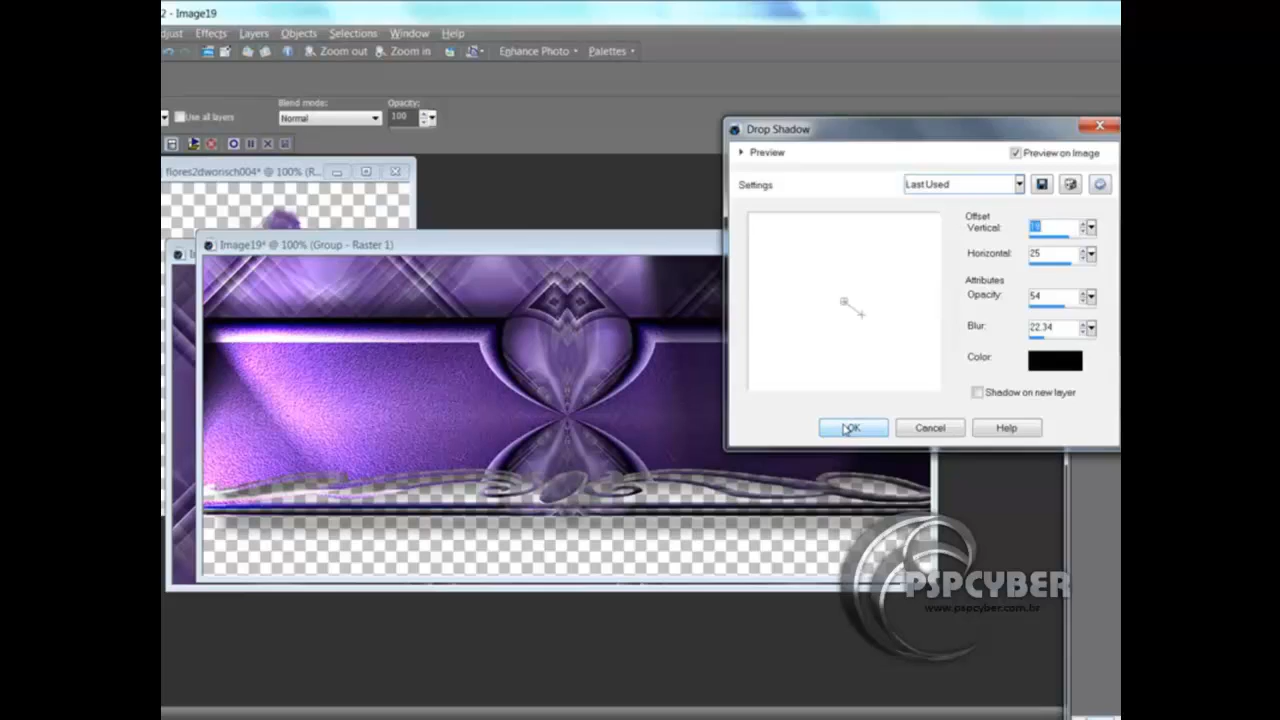 2 - Image19
just Effects Layers Objects Selections Window Help
Zoom out Zoom in Enhance Photo Palettes
Blend mode: Opacity:
Use all layers Normal 100
flores2dworisch004* @ 100% (R...
Image19* @ 100% (Group - Raster 1)
Drop Shadow
Preview Preview on Image
Settings Last Used
Offset
Vertical:
Horizontal: 25
Attributes
Opacity: 54
Blur: 22.34
Color:
Shadow on new layer
OK Cancel Help
PSPCYBER
www.pspcyber.com.br